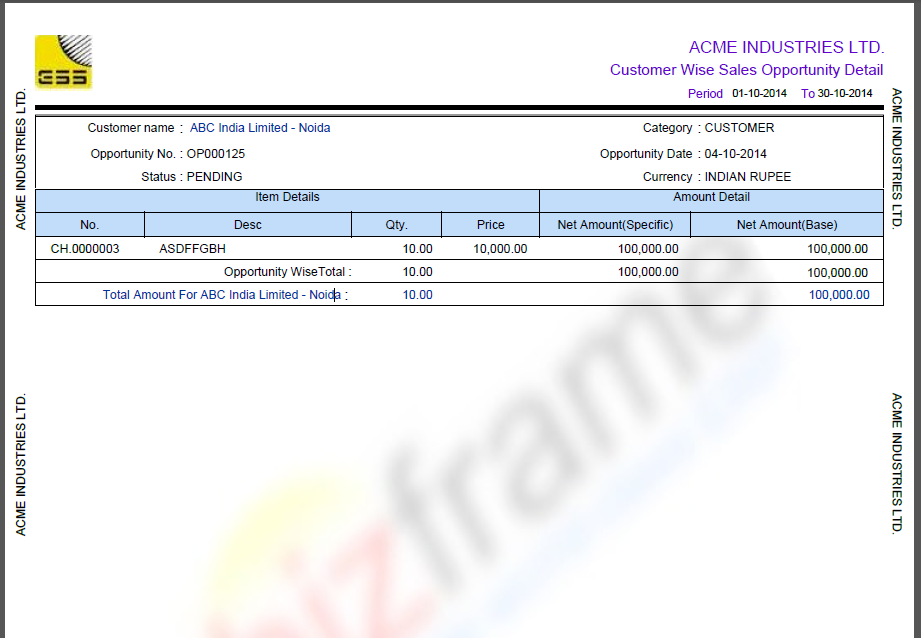 ESS
ACME INDUSTRIES LTD.
Customer Wise Sales Opportunity Detail
Period 01-10-2014 To 30-10-2014
ACME INDUSTRIES LTD.
ACME INDUSTRIES LTD.
Customer name : ABC India Limited - Noida Category : CUSTOMER
Opportunity No. : OP000125 Opportunity Date : 04-10-2014
Status : PENDING Currency : INDIAN RUPEE
Item Details Amount Detail
No. Desc Qty. Price Net Amount(Specific) Net Amount(Base)
CH.0000003 ASDFFGBH 10.00 10,000.00 100,000.00 100,000.00
Opportunity WiseTotal : 10.00 100,000.00 100,000.00
Total Amount For ABC India Limited - Noida : 10.00 100,000.00
ACME INDUSTRIES LTD.
ACME INDUSTRIES LTD.
izframe